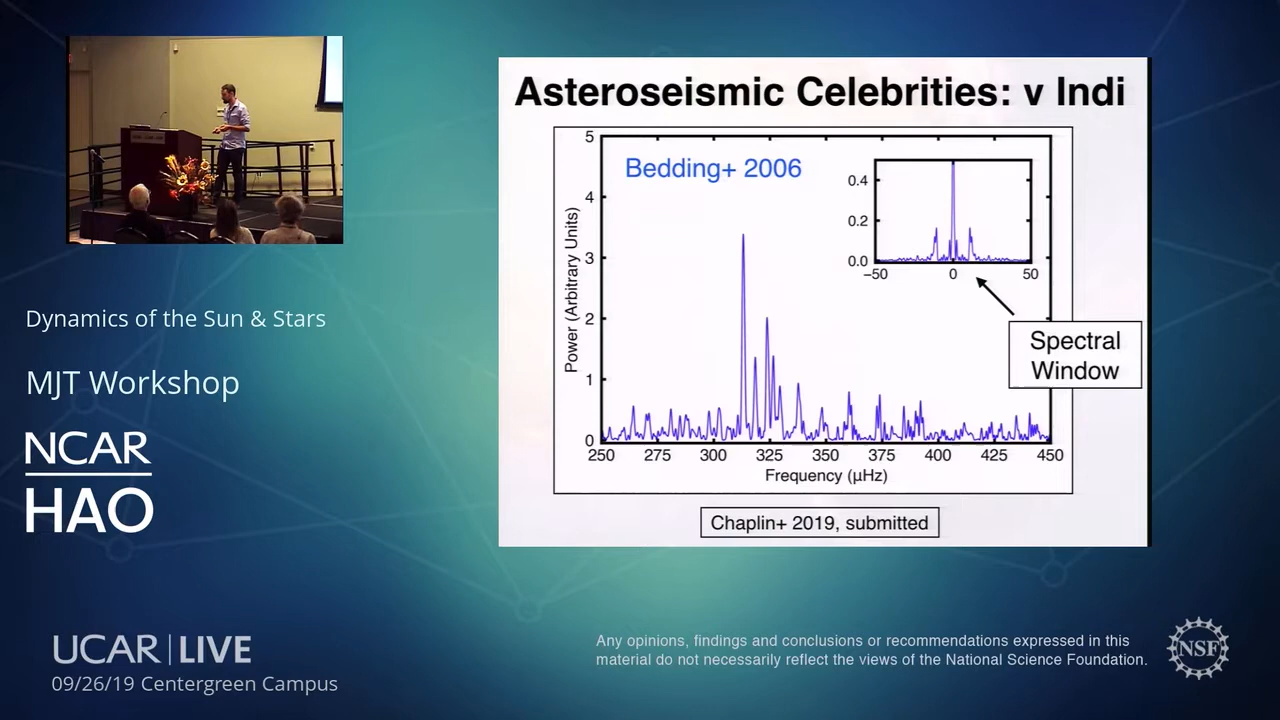 Asteroseismic Celebrities: ν Indi
Bedding+ 2006
Power (Arbitrary Units)
5
4
3
2
1
0
250 275 300 325 350 375 400 425 450
Frequency (μHz)
0.4
0.2
0.0
−50 0 50
Spectral
Window
Chaplin+ 2019, submitted
Dynamics of the Sun & Stars
MJT Workshop
NCAR
HAO
UCAR | LIVE
09/26/19 Centergreen Campus
Any opinions, findings and conclusions or recommendations expressed in this
material do not necessarily reflect the views of the National Science Foundation.
NSF